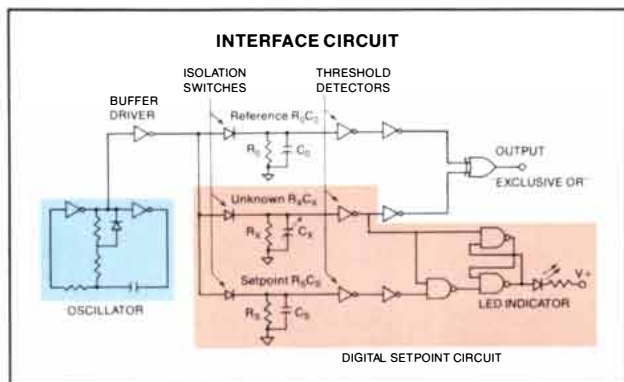 INTERFACE CIRCUIT
ISOLATION
SWITCHES
THRESHOLD
DETECTORS
BUFFER
DRIVER
Reference R₀C₀
R₀
C₀
OUTPUT
"EXCLUSIVE OR"
Unknown RₓCₓ
Rₓ
Cₓ
OSCILLATOR
Setpoint RₛCₛ
Rₛ
Cₛ
V+
LED INDICATOR
DIGITAL SETPOINT CIRCUIT